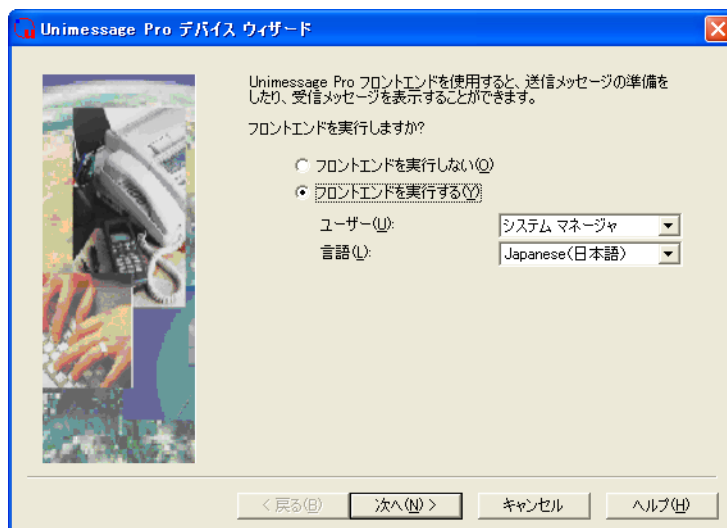 Unimessage Pro デバイス ウィザード
Unimessage Pro フロントエンドを使用すると、送信メッセージの準備を
したり、受信メッセージを表示することができます。
フロントエンドを実行しますか?
フロントエンドを実行しない(O)
フロントエンドを実行する(Y)
ユーザー(U): システム マネージャ
言語(L): Japanese(日本語)
< 戻る(B) 次へ(N) > キャンセル ヘルプ(H)